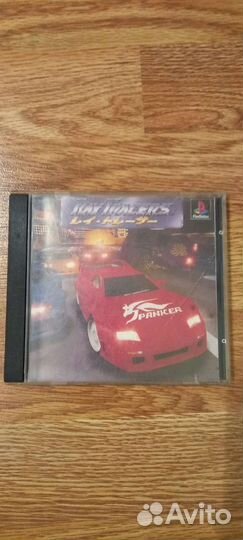 RAY TRACERS
レイ・トレーサー
PlayStation
PANICER
Avito